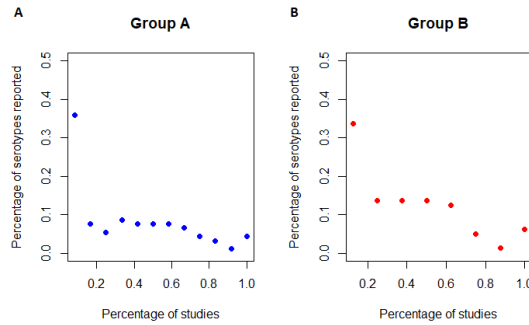 A
Group A
Percentage of serotypes reported
0.5
0.4
0.3
0.2
0.1
0.0
0.2 0.4 0.6 0.8 1.0
Percentage of studies
B
Group B
Percentage of serotypes reported
0.5
0.4
0.3
0.2
0.1
0.0
0.2 0.4 0.6 0.8 1.0
Percentage of studies